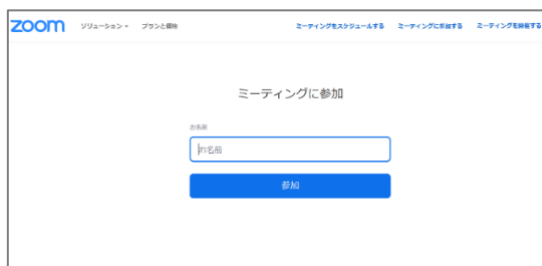 zoom ソリューション プランと価格 ミーティングをスケジュールする ミーティングに参加する ミーティングを開催する
ミーティングに参加
お名前
お名前
参加